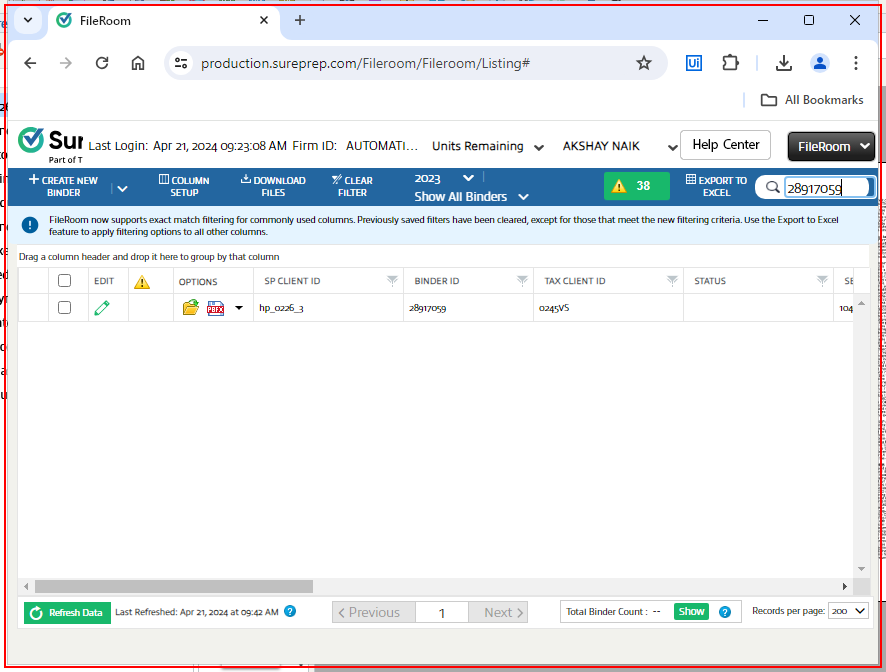 FileRoom
production.sureprep.com/Fileroom/Fileroom/Listing#
Ui
All Bookmarks
Sur
Part of T
Last Login: Apr 21, 2024 09:23:08 AM Firm ID: AUTOMATI...
Units Remaining
AKSHAY NAIK
Help Center
FileRoom
CREATE NEW BINDER
COLUMN SETUP
DOWNLOAD FILES
CLEAR FILTER
2023
Show All Binders
38
EXPORT TO EXCEL
28917059
FileRoom now supports exact match filtering for commonly used columns. Previously saved filters have been cleared, except for those that meet the new filtering criteria. Use the Export to Excel
feature to apply filtering options to all other columns.
Drag a column header and drop it here to group by that column
EDIT OPTIONS SP CLIENT ID BINDER ID TAX CLIENT ID STATUS SE
hp_0226_3 28917059 0245VS 104
Refresh Data Last Refreshed: Apr 21, 2024 at 09:42 AM ? Previous 1 Next Total Binder Count : -- Show ? Records per page: 200